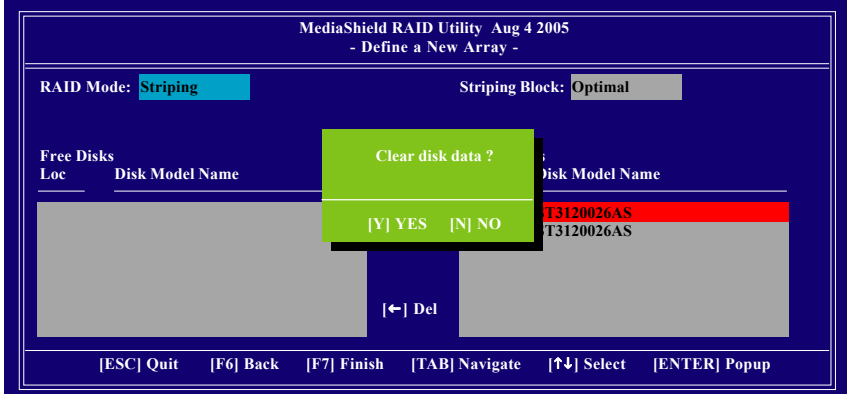 MediaShield RAID Utility Aug 4 2005
- Define a New Array -
RAID Mode: Striping
Striping Block: Optimal
Free Disks
Loc Disk Model Name
Disk Model Name
Clear disk data ?
[Y] YES [N] NO
ST3120026AS
ST3120026AS
[←] Del
[ESC] Quit [F6] Back [F7] Finish [TAB] Navigate [↑↓] Select [ENTER] Popup